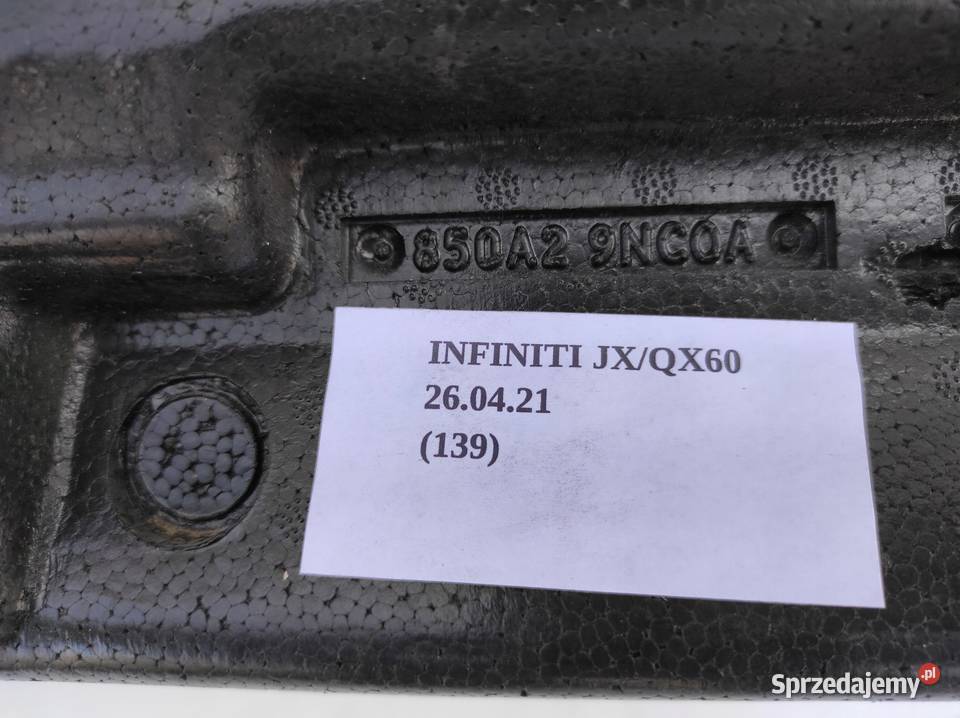 850A2 9NC0A
INFINITI JX/QX60
26.04.21
(139)
Sprzedajemy.pl